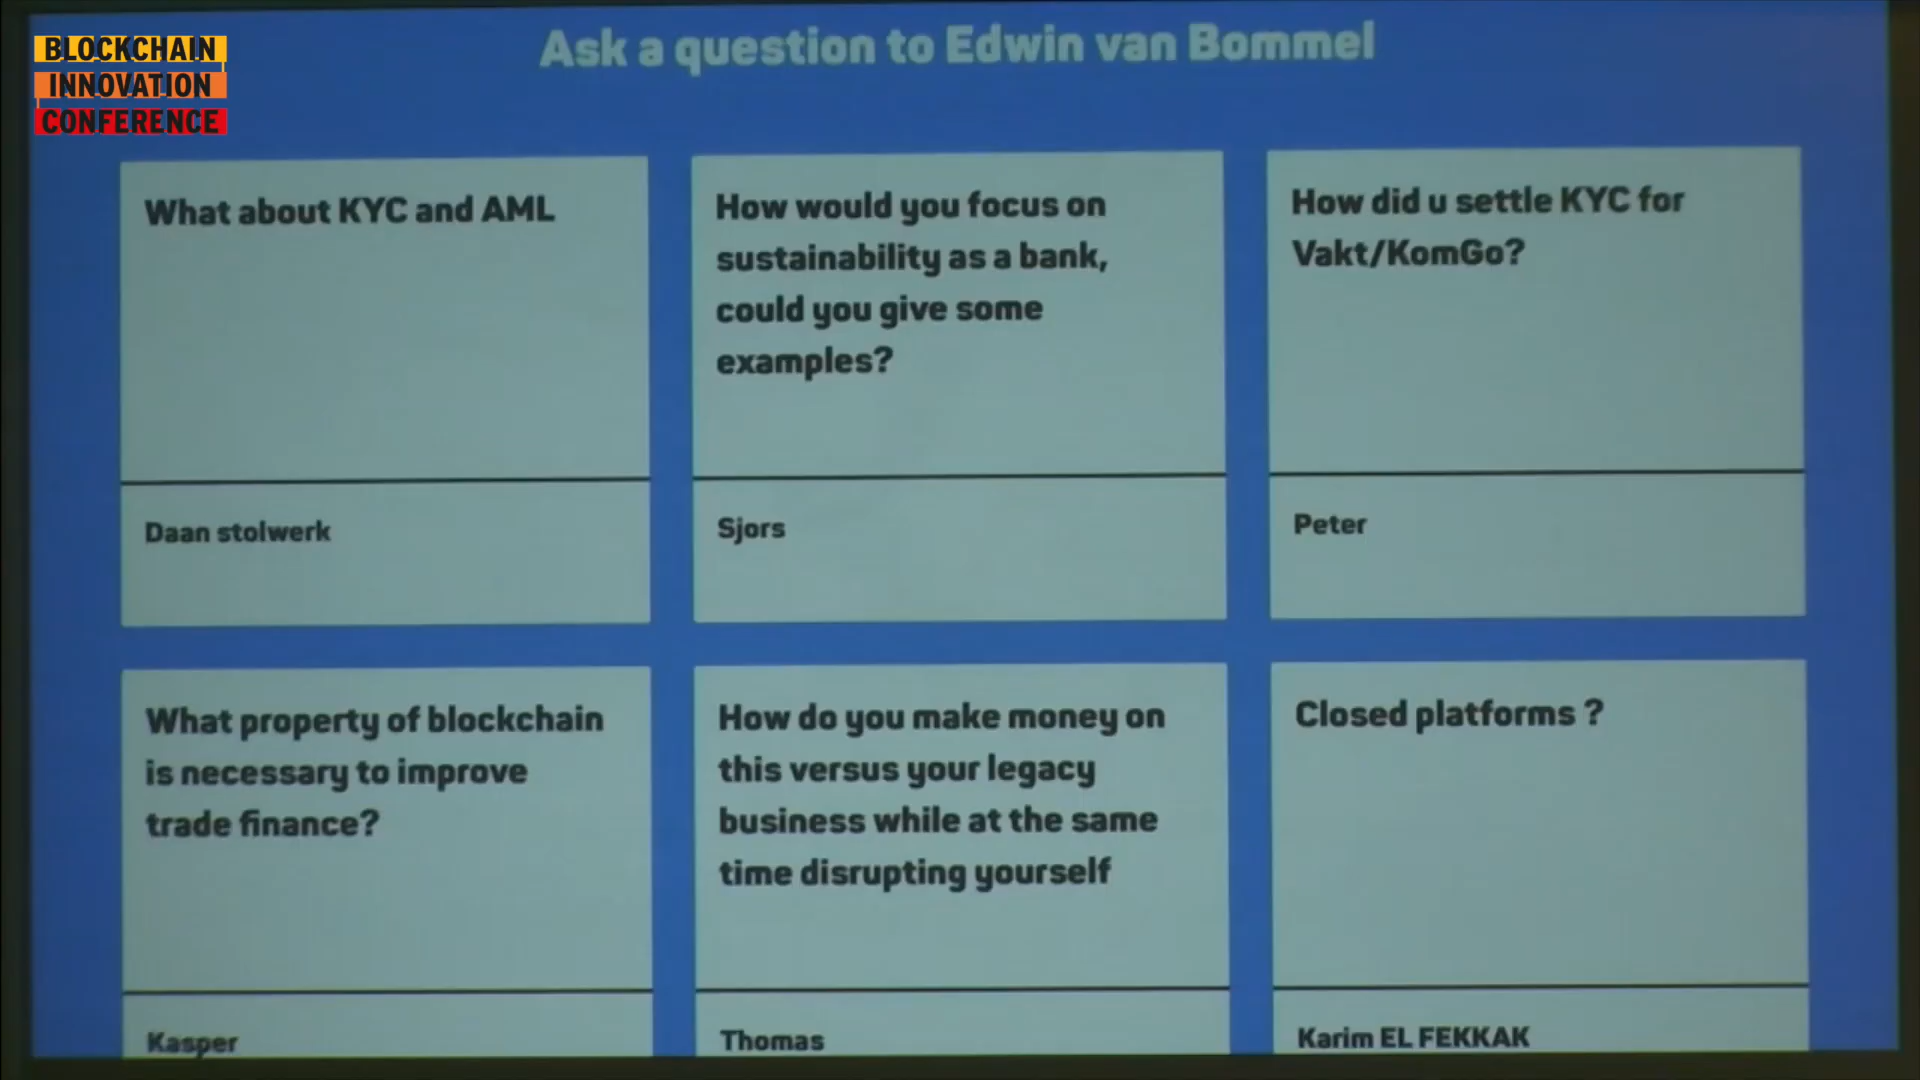 BLOCKCHAIN
INNOVATION
CONFERENCE
Ask a question to Edwin van Bommel
What about KYC and AML
Daan stolwerk
How would you focus on
sustainability as a bank,
could you give some
examples?
Sjors
How did u settle KYC for
Vakt/KomGo?
Peter
What property of blockchain
is necessary to improve
trade finance?
Kasper
How do you make money on
this versus your legacy
business while at the same
time disrupting yourself
Thomas
Closed platforms ?
Karim EL FEKKAK